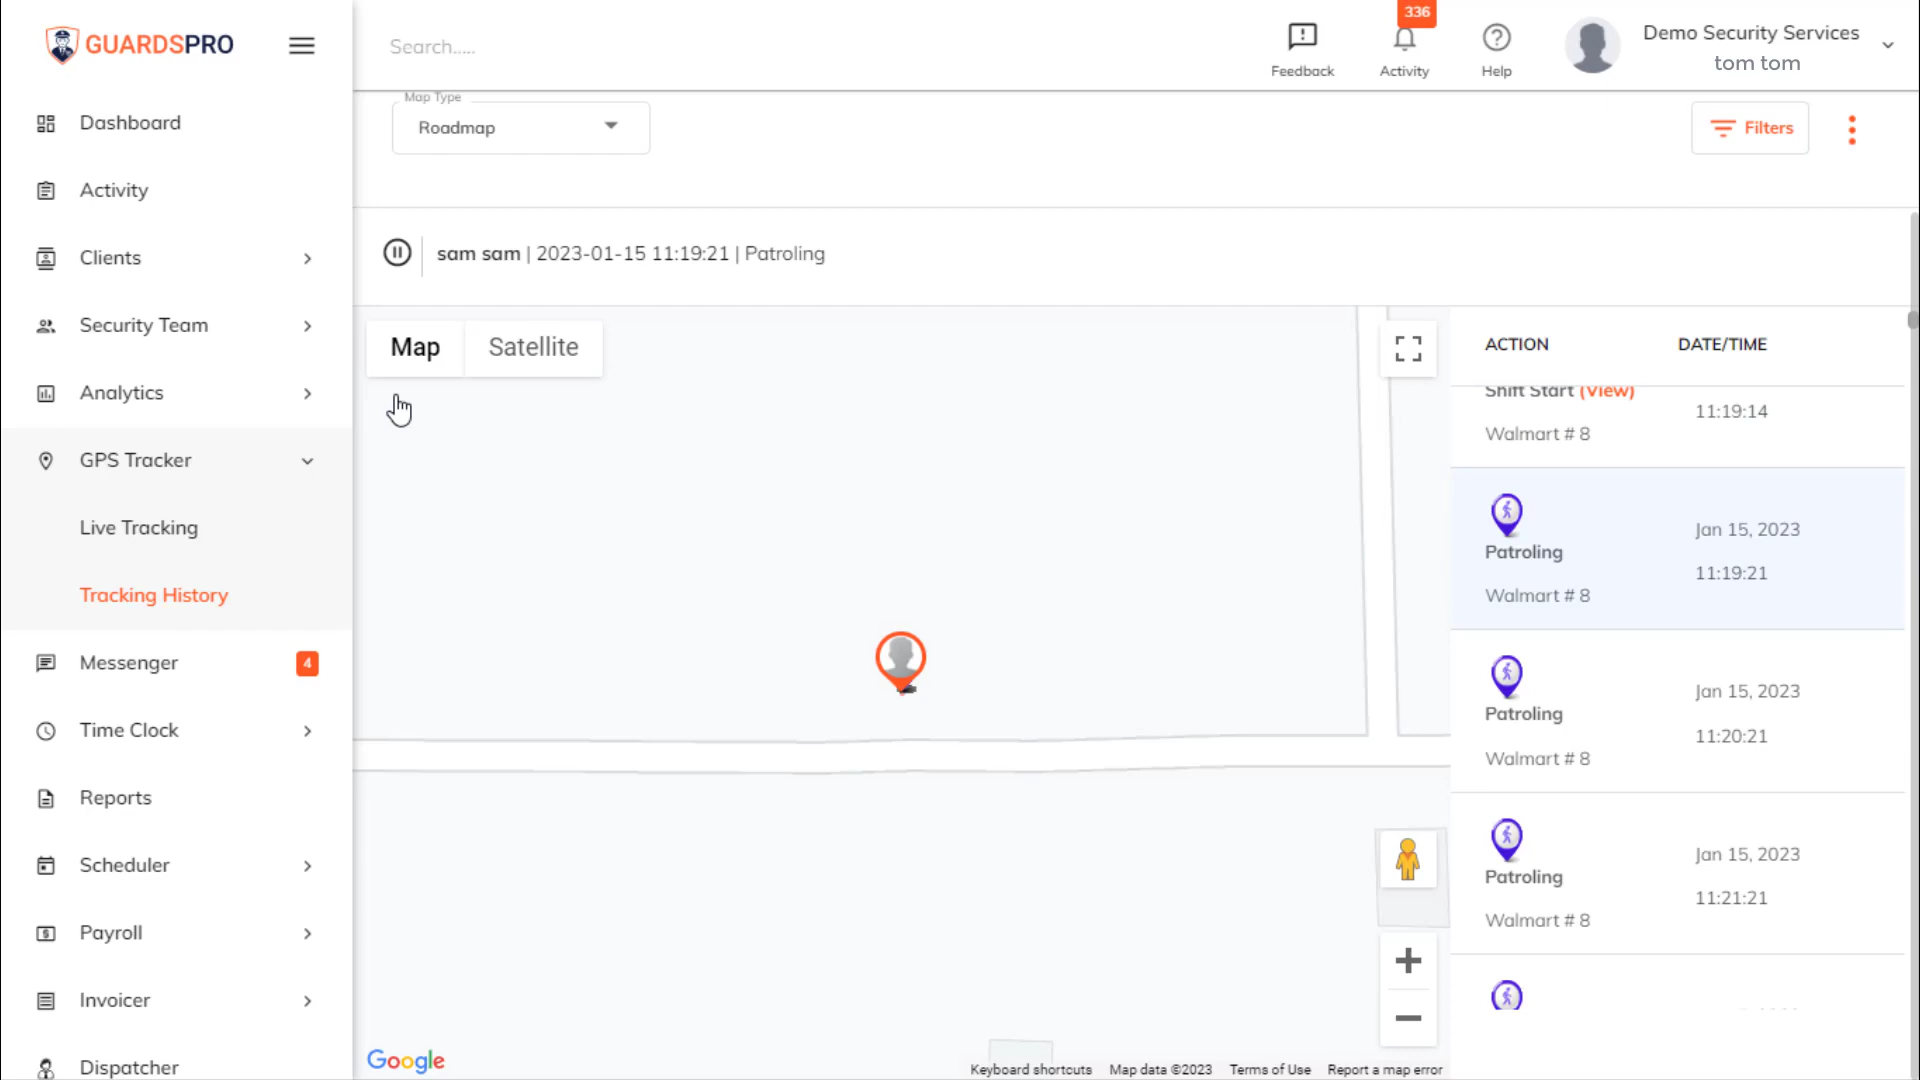 GUARDSPRO
Search.....
Feedback
336
Activity
Help
Demo Security Services
tom tom
Dashboard
Activity
Clients
Security Team
Analytics
GPS Tracker
Live Tracking
Tracking History
Messenger
4
Time Clock
Reports
Scheduler
Payroll
Invoicer
Dispatcher
Map Type
Roadmap
Filters
sam sam | 2023-01-15 11:19:21 | Patroling
Map
Satellite
ACTION DATE/TIME
Shift Start (View)
11:19:14
Walmart # 8
Jan 15, 2023
Patroling
11:19:21
Walmart # 8
Jan 15, 2023
Patroling
11:20:21
Walmart # 8
Jan 15, 2023
Patroling
11:21:21
Walmart # 8
Google
Keyboard shortcuts Map data ©2023 Terms of Use Report a map error